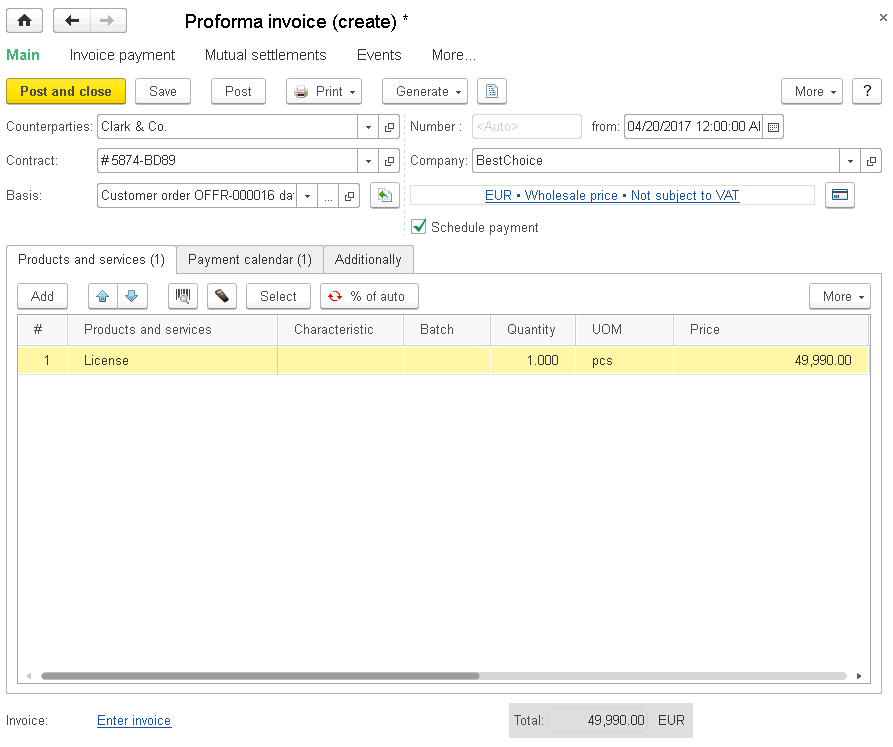 Proforma invoice (create) *
Main Invoice payment Mutual settlements Events More...
Post and close Save Post Print Generate More ?
Counterparties: Clark & Co. Number : <Auto> from: 04/20/2017 12:00:00 Al
Contract: #5874-BD89 Company: BestChoice
Basis: Customer order OFFR-000016 dat ... EUR • Wholesale price • Not subject to VAT
Schedule payment
Products and services (1) Payment calendar (1) Additionally
Add Select % of auto More
# Products and services Characteristic Batch Quantity UOM Price
1 License 1.000 pcs 49,990.00
Invoice: Enter invoice Total: 49,990.00 EUR